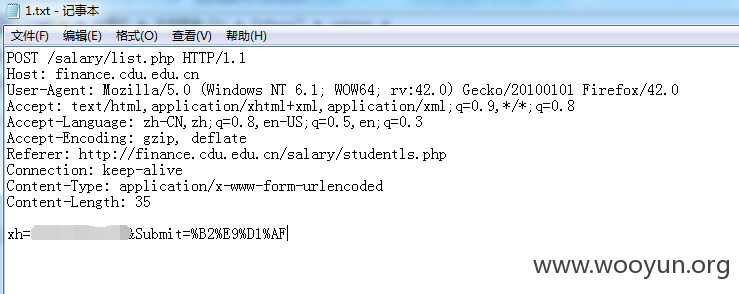 1.txt - 记事本
文件(F) 编辑(E) 格式(O) 查看(V) 帮助(H)
POST /salary/list.php HTTP/1.1
Host: finance.cdu.edu.cn
User-Agent: Mozilla/5.0 (Windows NT 6.1; WOW64; rv:42.0) Gecko/20100101 Firefox/42.0
Accept: text/html,application/xhtml+xml,application/xml;q=0.9,*/*;q=0.8
Accept-Language: zh-CN,zh;q=0.8,en-US;q=0.5,en;q=0.3
Accept-Encoding: gzip, deflate
Referer: http://finance.cdu.edu.cn/salary/studentls.php
Connection: keep-alive
Content-Type: application/x-www-form-urlencoded
Content-Length: 35
xh= &Submit=%B2%E9%D1%AF
www.wooyun.org